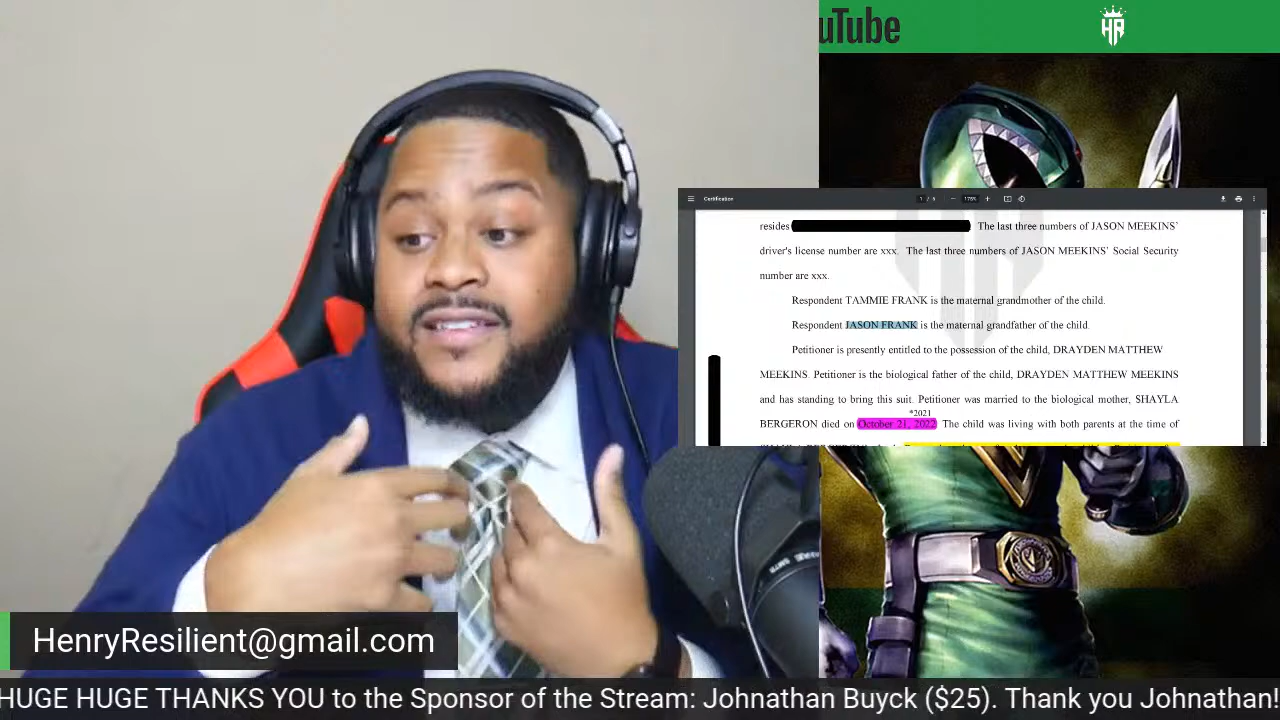 uTube
HR
Certification
1 / 5
178%
resides The last three numbers of JASON MEEKINS'
driver's license number are xxx. The last three numbers of JASON MEEKINS' Social Security
number are xxx.
Respondent TAMMIE FRANK is the maternal grandmother of the child.
Respondent JASON FRANK is the maternal grandfather of the child.
Petitioner is presently entitled to the possession of the child, DRAYDEN MATTHEW
MEEKINS. Petitioner is the biological father of the child, DRAYDEN MATTHEW MEEKINS
and has standing to bring this suit. Petitioner was married to the biological mother, SHAYLA
*2021
BERGERON died on October 21, 2022 The child was living with both parents at the time of
HenryResilient@gmail.com
HUGE HUGE THANKS YOU to the Sponsor of the Stream: Johnathan Buyck ($25). Thank you Johnathan!